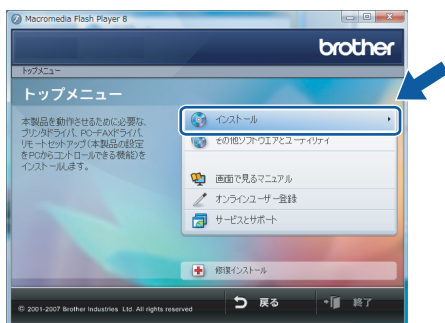 Macromedia Flash Player 8
brother
トップメニュー
トップメニュー
本製品を動作させるために必要な、
プリンタドライバ、PC-FAXドライバ、
リモートセットアップ(本製品の設定
をPCからコントロールできる機能)を
インストールします。
インストール
その他ソフトウエアとユーティリティ
画面で見るマニュアル
オンラインユーザー登録
サービスとサポート
修復インストール
© 2001-2007 Brother Industries Ltd. All rights reserved
戻る
終了